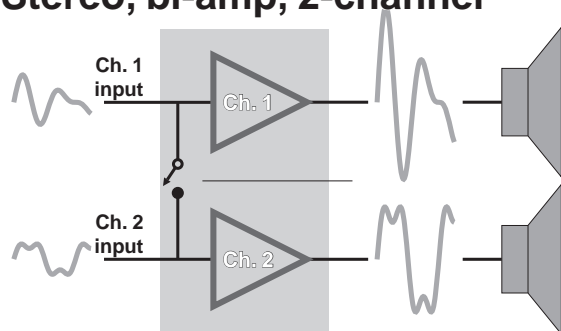 Stereo, bi-amp, 2-channel
Ch. 1
input
Ch. 1
Ch. 2
input
Ch. 2